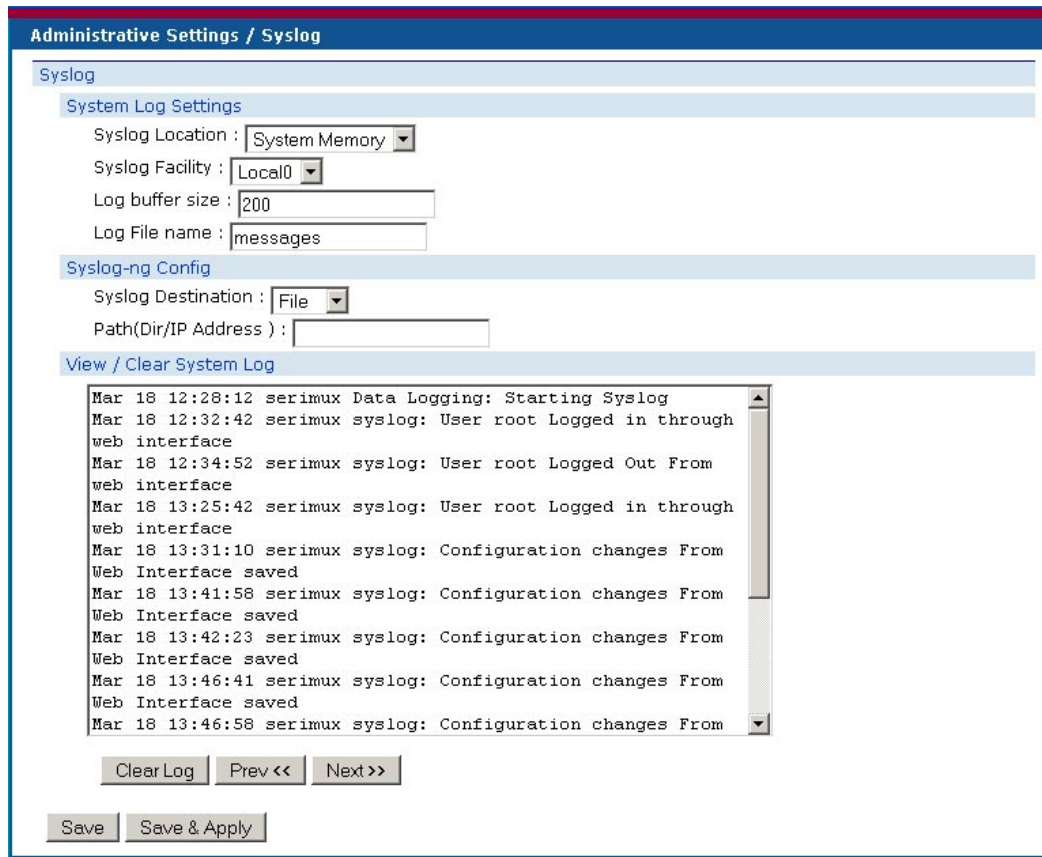 Administrative Settings / Syslog
Syslog
System Log Settings
Syslog Location : System Memory
Syslog Facility : Local0
Log buffer size : 200
Log File name : messages
Syslog-ng Config
Syslog Destination : File
Path(Dir/IP Address ) :
View / Clear System Log
Mar 18 12:28:12 serimux Data Logging: Starting Syslog
Mar 18 12:32:42 serimux syslog: User root Logged in through
web interface
Mar 18 12:34:52 serimux syslog: User root Logged Out From
web interface
Mar 18 13:25:42 serimux syslog: User root Logged in through
web interface
Mar 18 13:31:10 serimux syslog: Configuration changes From
Web Interface saved
Mar 18 13:41:58 serimux syslog: Configuration changes From
Web Interface saved
Mar 18 13:42:23 serimux syslog: Configuration changes From
Web Interface saved
Mar 18 13:46:41 serimux syslog: Configuration changes From
Web Interface saved
Mar 18 13:46:58 serimux syslog: Configuration changes From
Clear Log Prev << Next >>
Save Save & Apply